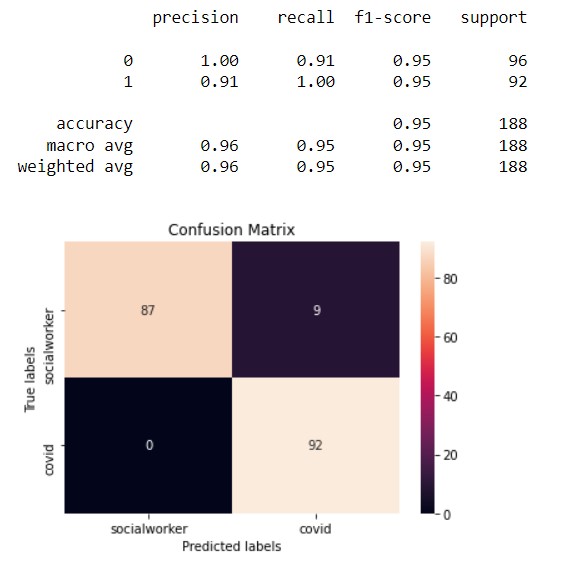 precision recall f1-score support
0 1.00 0.91 0.95 96
1 0.91 1.00 0.95 92
accuracy 0.95 188
macro avg 0.96 0.95 0.95 188
weighted avg 0.96 0.95 0.95 188
Confusion Matrix
True labels
socialworker
covid
87
9
0
92
socialworker
covid
Predicted labels
80
60
40
20
0